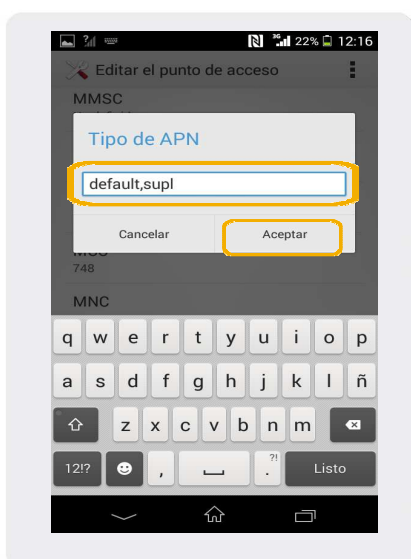 ?
3G 22% 12:16
Editar el punto de acceso
MMSC
Tipo de APN
default,supl
Cancelar Aceptar
748
MNC
q w e r t y u i o p
a s d f g h j k l ñ
z x c v b n m
12!? , ?! . Listo